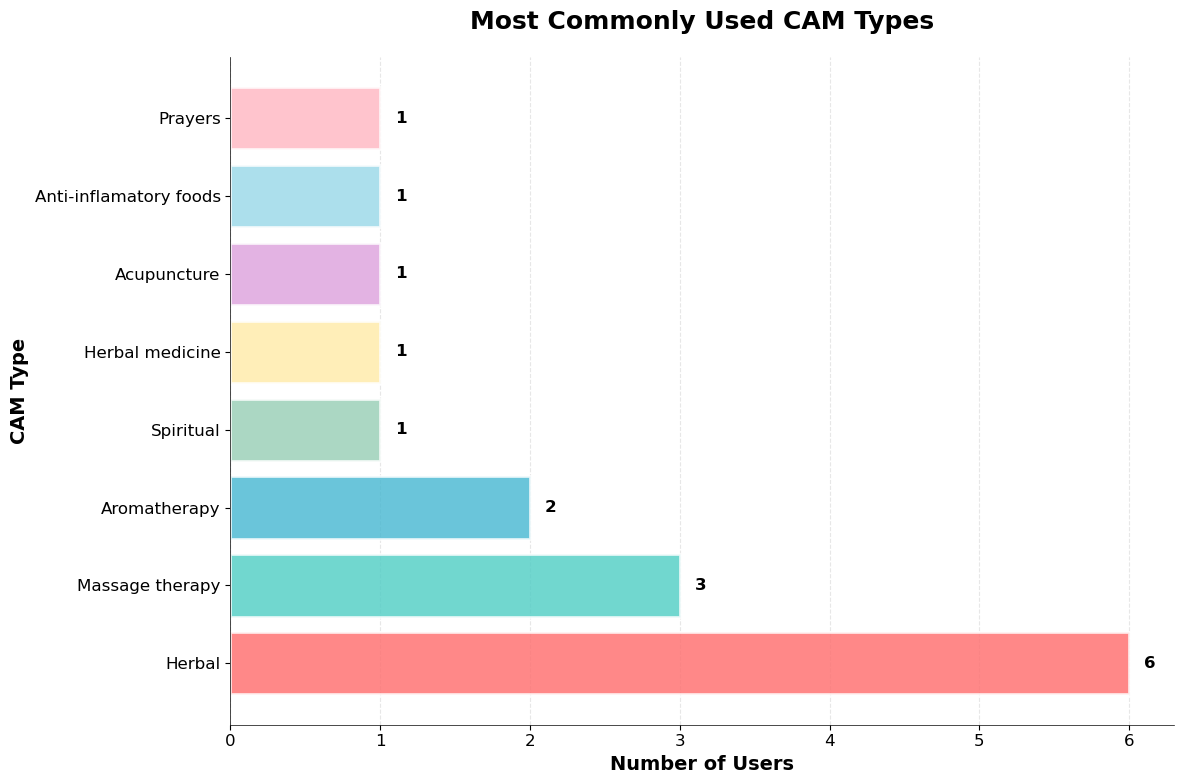 Most Commonly Used CAM Types
CAM Type
Prayers 1
Anti-inflamatory foods 1
Acupuncture 1
Herbal medicine 1
Spiritual 1
Aromatherapy 2
Massage therapy 3
Herbal 6
0 1 2 3 4 5 6
Number of Users